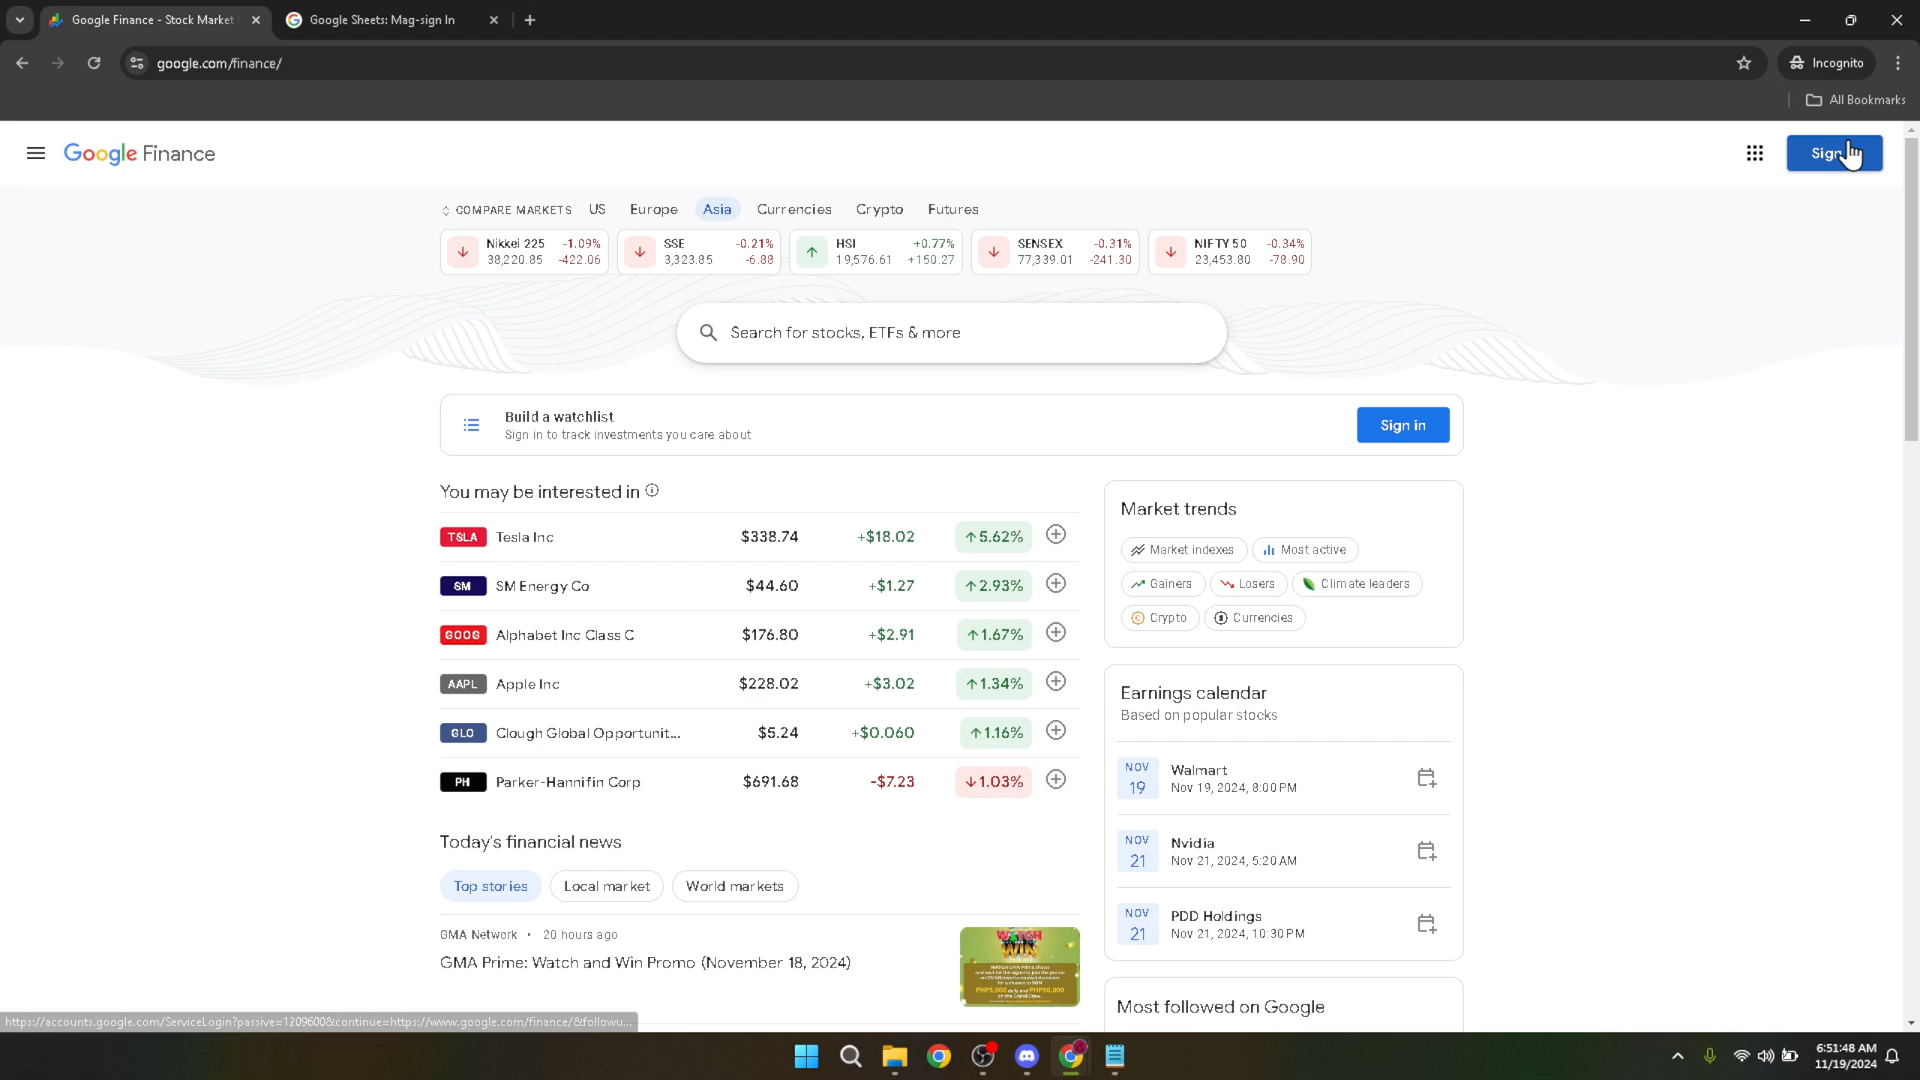 Google Finance - Stock Market
Google Sheets: Mag-sign In
google.com/finance/
Incognito
All Bookmarks
Google Finance
Sign
COMPARE MARKETS US Europe Asia Currencies Crypto Futures
Nikkei 225 -1.09% SSE -0.21% HSI +0.77% SENSEX -0.31% NIFTY 50 -0.34%
38,220.85 -422.06 3,323.85 -6.88 19,576.61 +150.27 77,339.01 -241.30 23,453.80 -78.90
Search for stocks, ETFs & more
Build a watchlist
Sign in to track investments you care about
Sign in
You may be interested in
TSLA Tesla Inc $338.74 +$18.02 ↑5.62%
SM SM Energy Co $44.60 +$1.27 ↑2.93%
GOOG Alphabet Inc Class C $176.80 +$2.91 ↑1.67%
AAPL Apple Inc $228.02 +$3.02 ↑1.34%
GLO Clough Global Opportunit... $5.24 +$0.060 ↑1.16%
PH Parker-Hannifin Corp $691.68 -$7.23 ↓1.03%
Today's financial news
Top stories Local market World markets
GMA Network • 20 hours ago
GMA Prime: Watch and Win Promo (November 18, 2024)
WATCH
WIN
Market trends
Market indexes Most active
Gainers Losers Climate leaders
Crypto Currencies
Earnings calendar
Based on popular stocks
NOV 19 Walmart
Nov 19, 2024, 8:00 PM
NOV 21 Nvidia
Nov 21, 2024, 5:20 AM
NOV 21 PDD Holdings
Nov 21, 2024, 10:30 PM
Most followed on Google
https://accounts.google.com/ServiceLogin?passive=1209600&continue=https://www.google.com/finance/&followu...
6:51:48 AM
11/19/2024